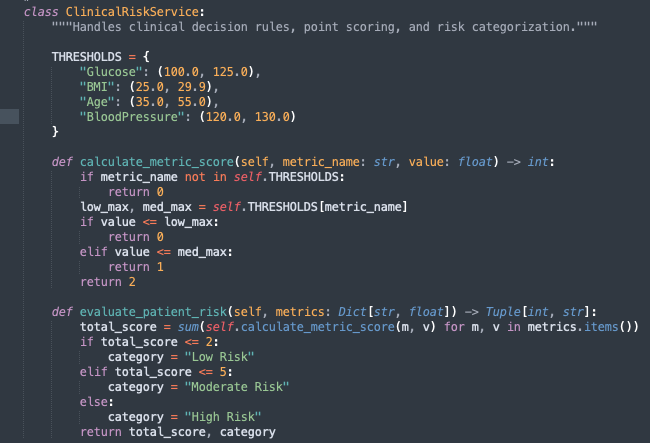 class ClinicalRiskService:
    """Handles clinical decision rules, point scoring, and risk categorization."""

    THRESHOLDS = {
        "Glucose": (100.0, 125.0),
        "BMI": (25.0, 29.9),
        "Age": (35.0, 55.0),
        "BloodPressure": (120.0, 130.0)
    }

    def calculate_metric_score(self, metric_name: str, value: float) -> int:
        if metric_name not in self.THRESHOLDS:
            return 0
        low_max, med_max = self.THRESHOLDS[metric_name]
        if value <= low_max:
            return 0
        elif value <= med_max:
            return 1
        return 2

    def evaluate_patient_risk(self, metrics: Dict[str, float]) -> Tuple[int, str]:
        total_score = sum(self.calculate_metric_score(m, v) for m, v in metrics.items())
        if total_score <= 2:
            category = "Low Risk"
        elif total_score <= 5:
            category = "Moderate Risk"
        else:
            category = "High Risk"
        return total_score, category